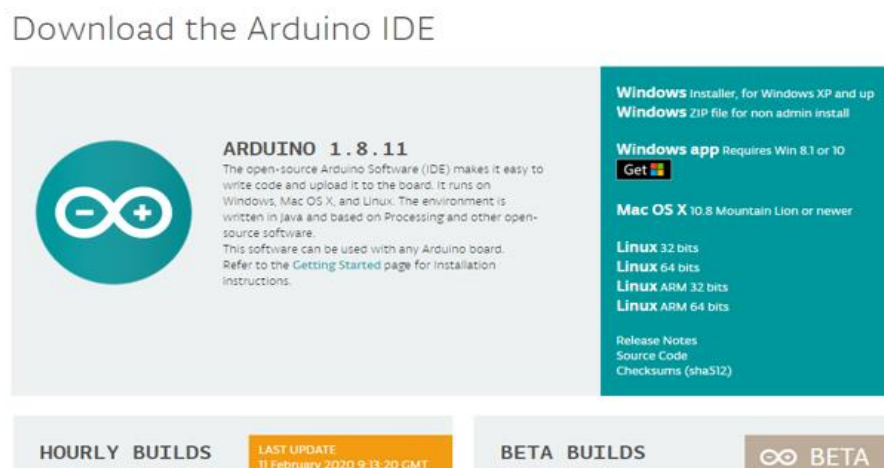 Download the Arduino IDE
ARDUINO 1.8.11
The open-source Arduino Software (IDE) makes it easy to
write code and upload it to the board. It runs on
Windows, Mac OS X, and Linux. The environment is
written in Java and based on Processing and other open-
source software.
This software can be used with any Arduino board.
Refer to the Getting Started page for Installation
instructions.
Windows Installer, for Windows XP and up
Windows ZIP file for non admin install
Windows app Requires Win 8.1 or 10
Get
Mac OS X 10.8 Mountain Lion or newer
Linux 32 bits
Linux 64 bits
Linux ARM 32 bits
Linux ARM 64 bits
Release Notes
Source Code
Checksums (sha512)
HOURLY BUILDS
LAST UPDATE
11 February 2020 9:13:20 GMT
BETA BUILDS
BETA